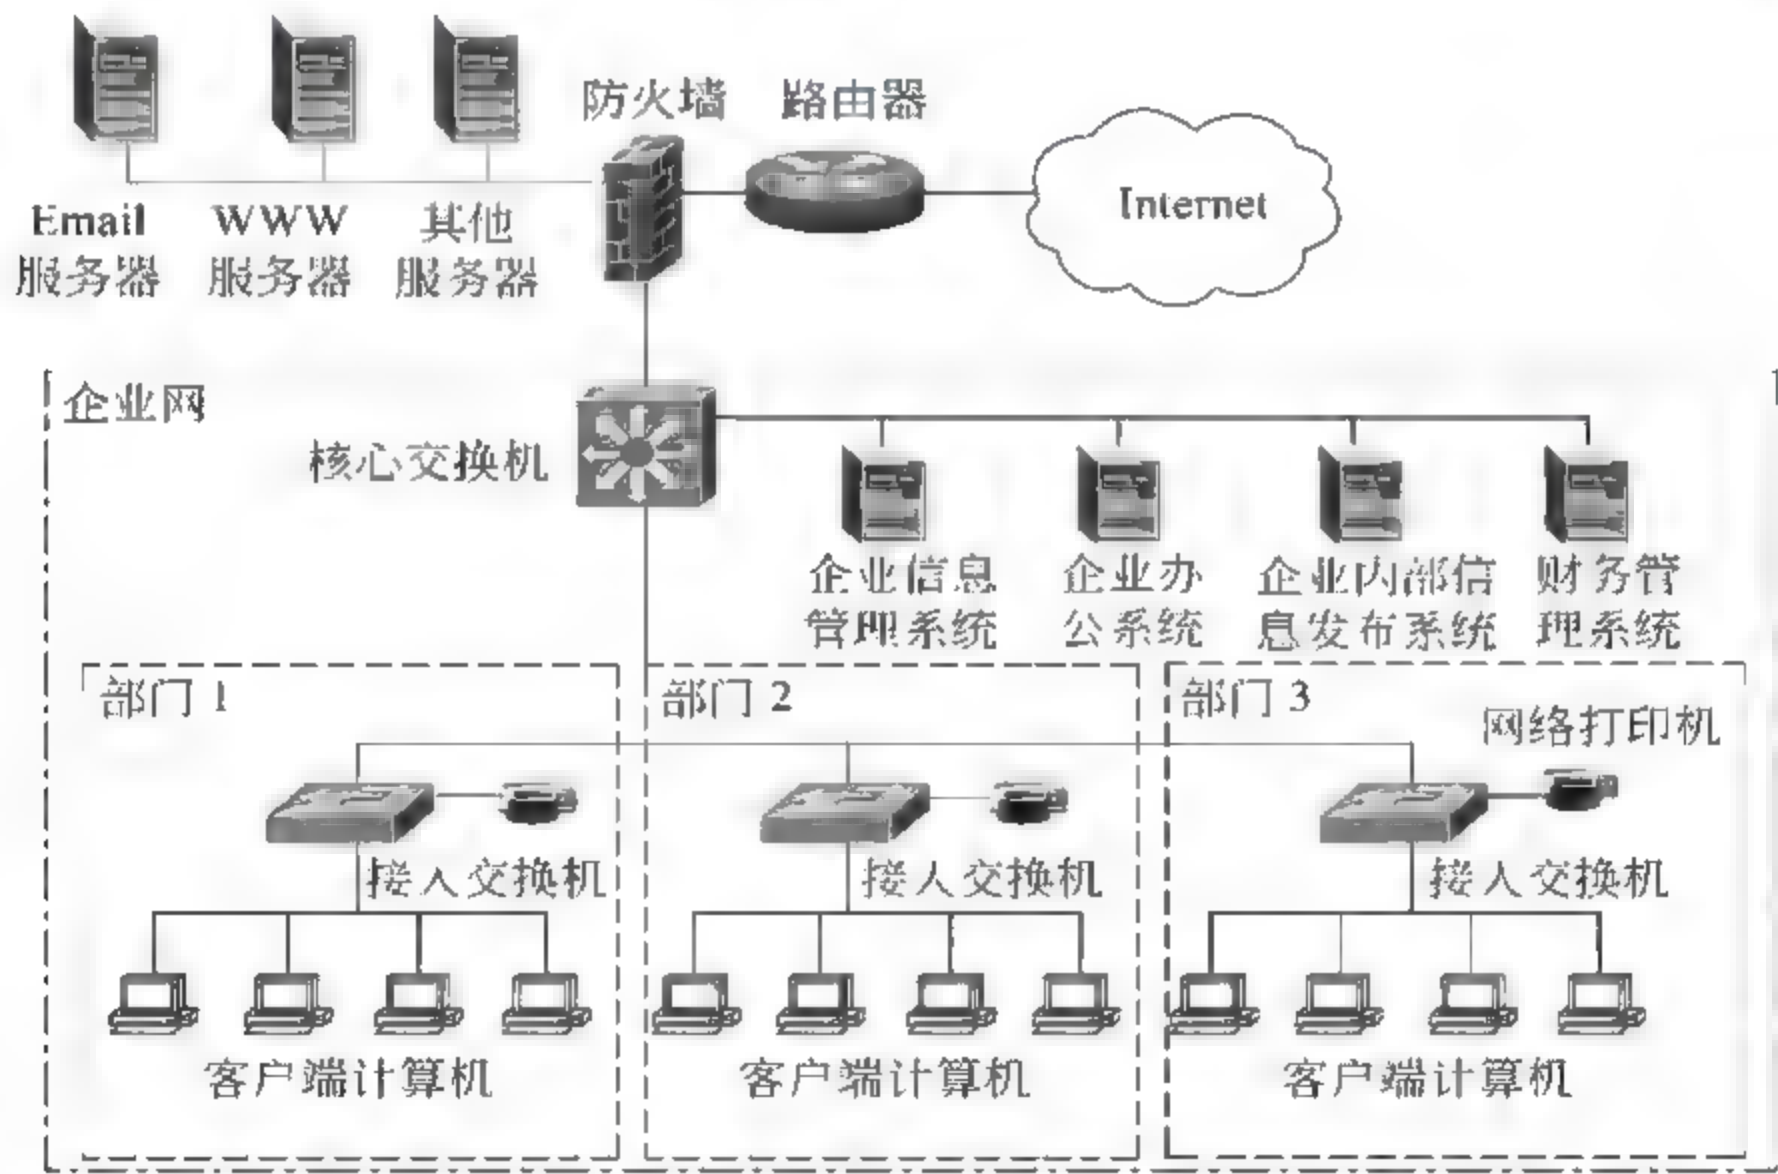 防火墙
路由器
Internet
Email
服务器
WWW
服务器
其他
服务器
企业网
核心交换机
企业信息
管理系统
企业办
公系统
企业内部信
息发布系统
财务管
理系统
部门 1
部门 2
部门 3
网络打印机
接入交换机
接入交换机
接入交换机
客户端计算机
客户端计算机
客户端计算机